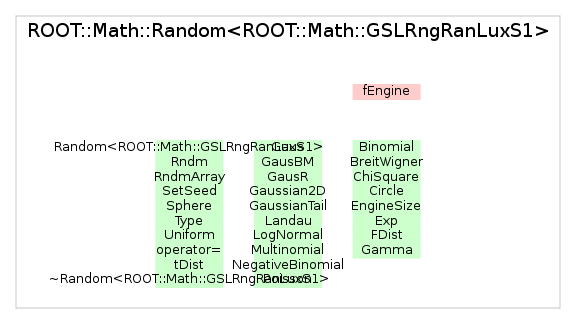 ROOT::Math::Random<ROOT::Math::GSLRngRanLuxS1>
fEngine
Random<ROOT::Math::GSLRngRanLuxS1>
Rndm
RndmArray
SetSeed
Sphere
Type
Uniform
operator=
tDist
~Random<ROOT::Math::GSLRngRanLuxS1>
Gaus
GausBM
GausR
Gaussian2D
GaussianTail
Landau
LogNormal
Multinomial
NegativeBinomial
Poisson
Binomial
BreitWigner
ChiSquare
Circle
EngineSize
Exp
FDist
Gamma